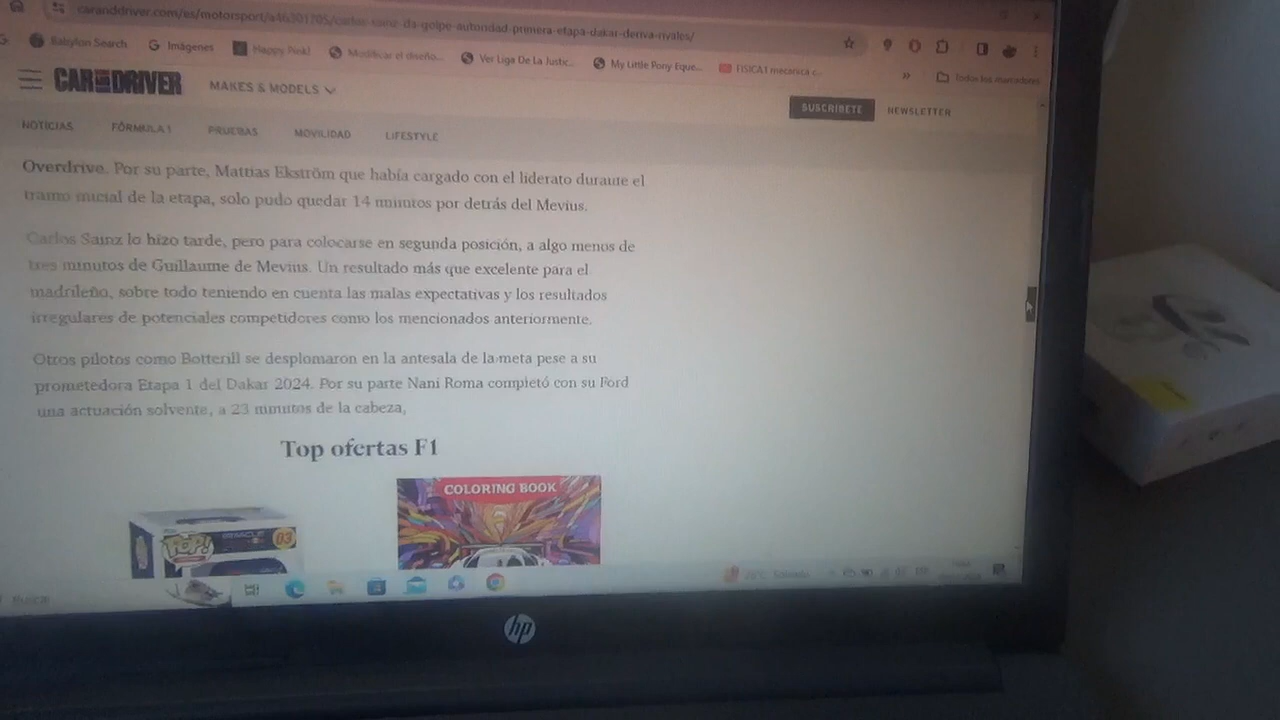 caranddriver.com/es/motorsport/a46301705/carlos-sainz-da-golpe-autoridad-primera-etapa-dakar-deriva-rivales/
Babylon Search
Imágenes
Happy Pink!
Modificar el diseño...
Ver Liga De La Justic...
My Little Pony Eque...
FISICA1 mecanica c...
»
Todos los marcadores
CAR AND DRIVER
MAKES & MODELS
SUSCRÍBETE
NEWSLETTER
NOTICIAS
FÓRMULA 1
PRUEBAS
MOVILIDAD
LIFESTYLE
Overdrive. Por su parte, Mattias Ekström que había cargado con el liderato durante el
tramo inicial de la etapa, solo pudo quedar 14 minutos por detrás del Mevius.
Carlos Sainz lo hizo tarde, pero para colocarse en segunda posición, a algo menos de
tres minutos de Guillaume de Mevius. Un resultado más que excelente para el
madrileño, sobre todo teniendo en cuenta las malas expectativas y los resultados
irregulares de potenciales competidores como los mencionados anteriormente.
Otros pilotos como Botterill se desplomaron en la antesala de la meta pese a su
prometedora Etapa 1 del Dakar 2024. Por su parte Nani Roma completó con su Ford
una actuación solvente, a 23 minutos de la cabeza,
Top ofertas F1
POP!
ORACLE
03
COLORING BOOK
Buscar
Soleado
hp